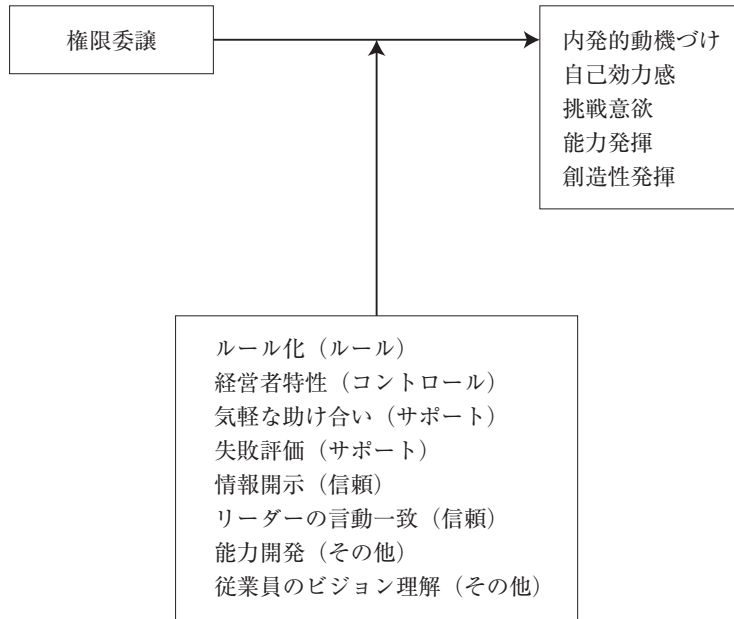 権限委譲
内発的動機づけ
自己効力感
挑戦意欲
能力発揮
創造性発揮
ルール化（ルール）
経営者特性（コントロール）
気軽な助け合い（サポート）
失敗評価（サポート）
情報開示（信頼）
リーダーの言動一致（信頼）
能力開発（その他）
従業員のビジョン理解（その他）